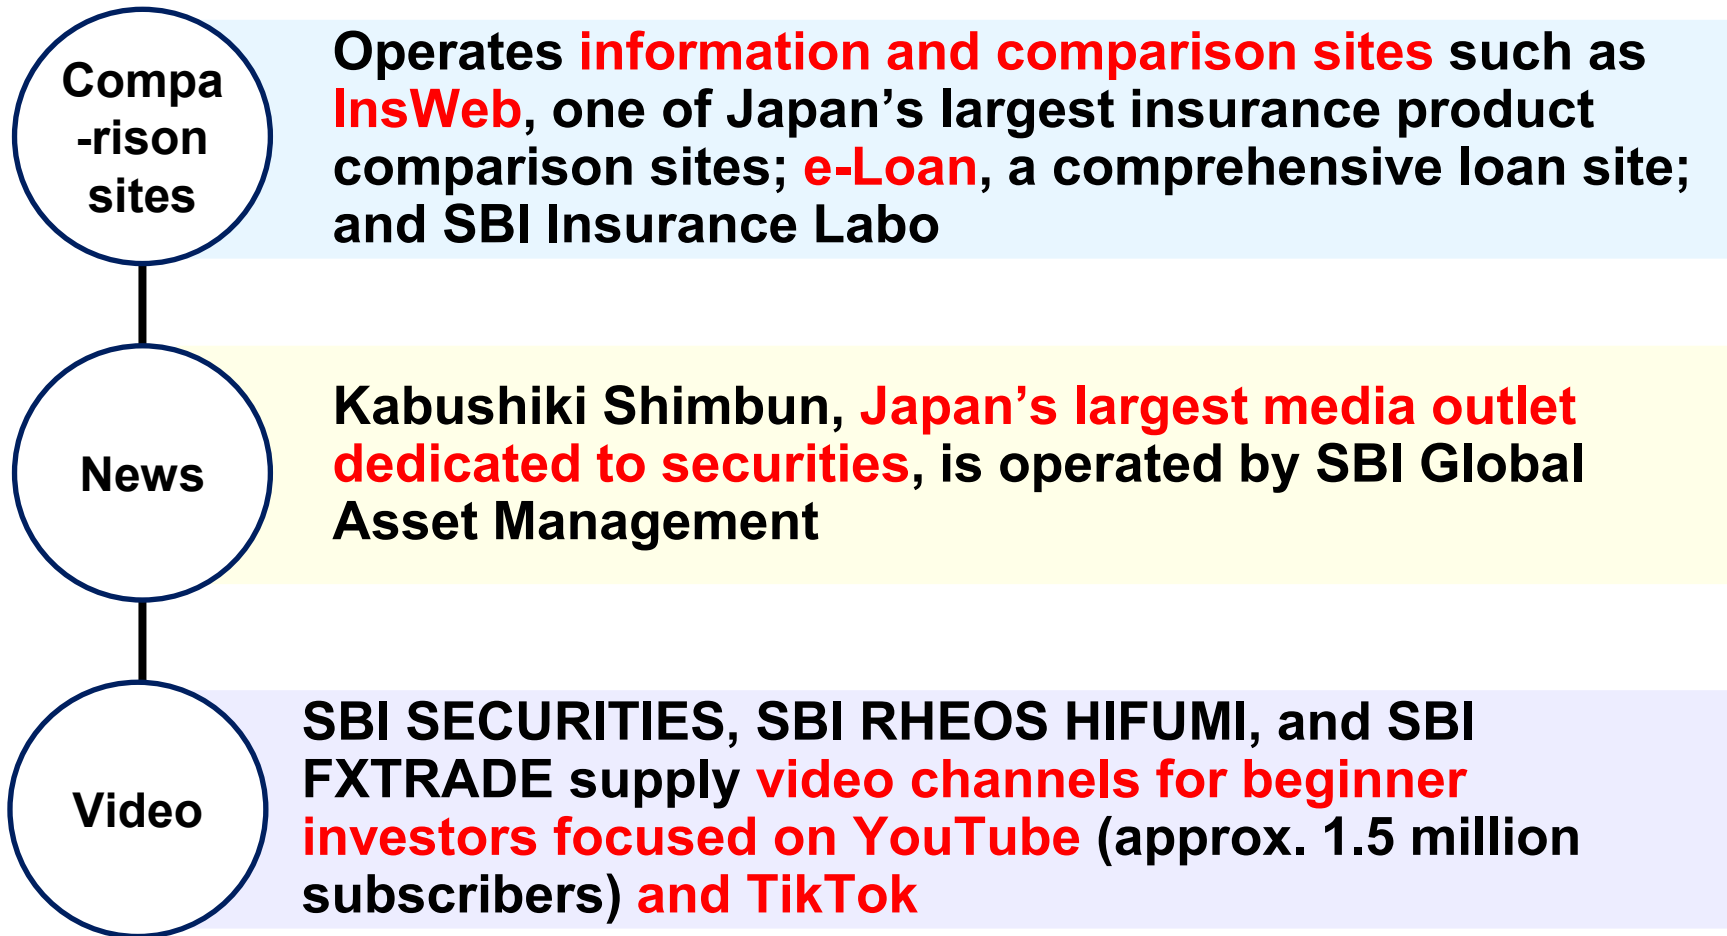 Compa
-rison
sites
Operates information and comparison sites such as
InsWeb, one of Japan’s largest insurance product
comparison sites; e-Loan, a comprehensive loan site;
and SBI Insurance Labo
News
Kabushiki Shimbun, Japan’s largest media outlet
dedicated to securities, is operated by SBI Global
Asset Management
Video
SBI SECURITIES, SBI RHEOS HIFUMI, and SBI
FXTRADE supply video channels for beginner
investors focused on YouTube (approx. 1.5 million
subscribers) and TikTok